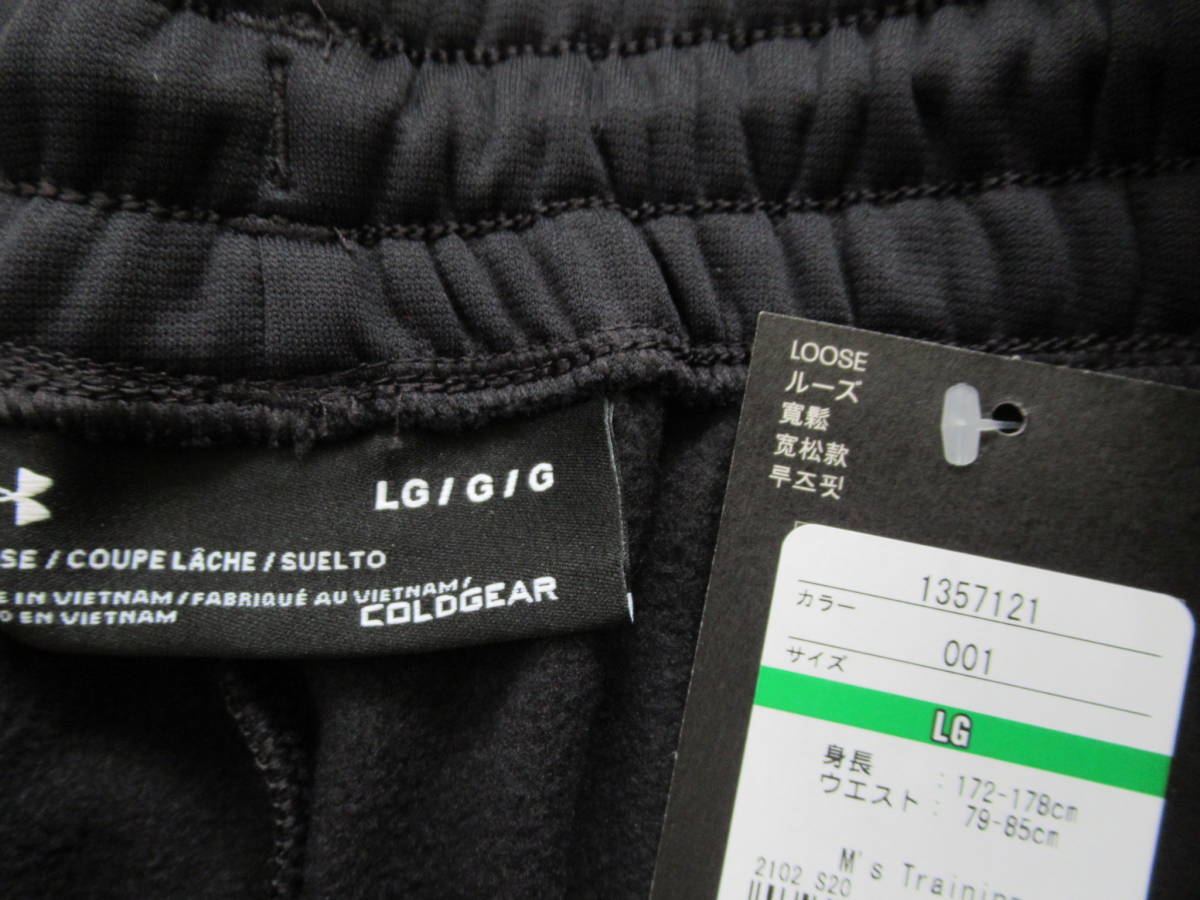 LG/G/G
/ COUPE LÂCHE / SUELTO
IN VIETNAM / FABRIQUÉ AU VIETNAM/
EN VIETNAM
COLDGEAR
LOOSE
ルーズ
寬鬆
宽松款
루즈핏
1357121
カラー 001
サイズ
LG
身長 : 172-178cm
ウエスト : 79-85cm
M's
2102 S20